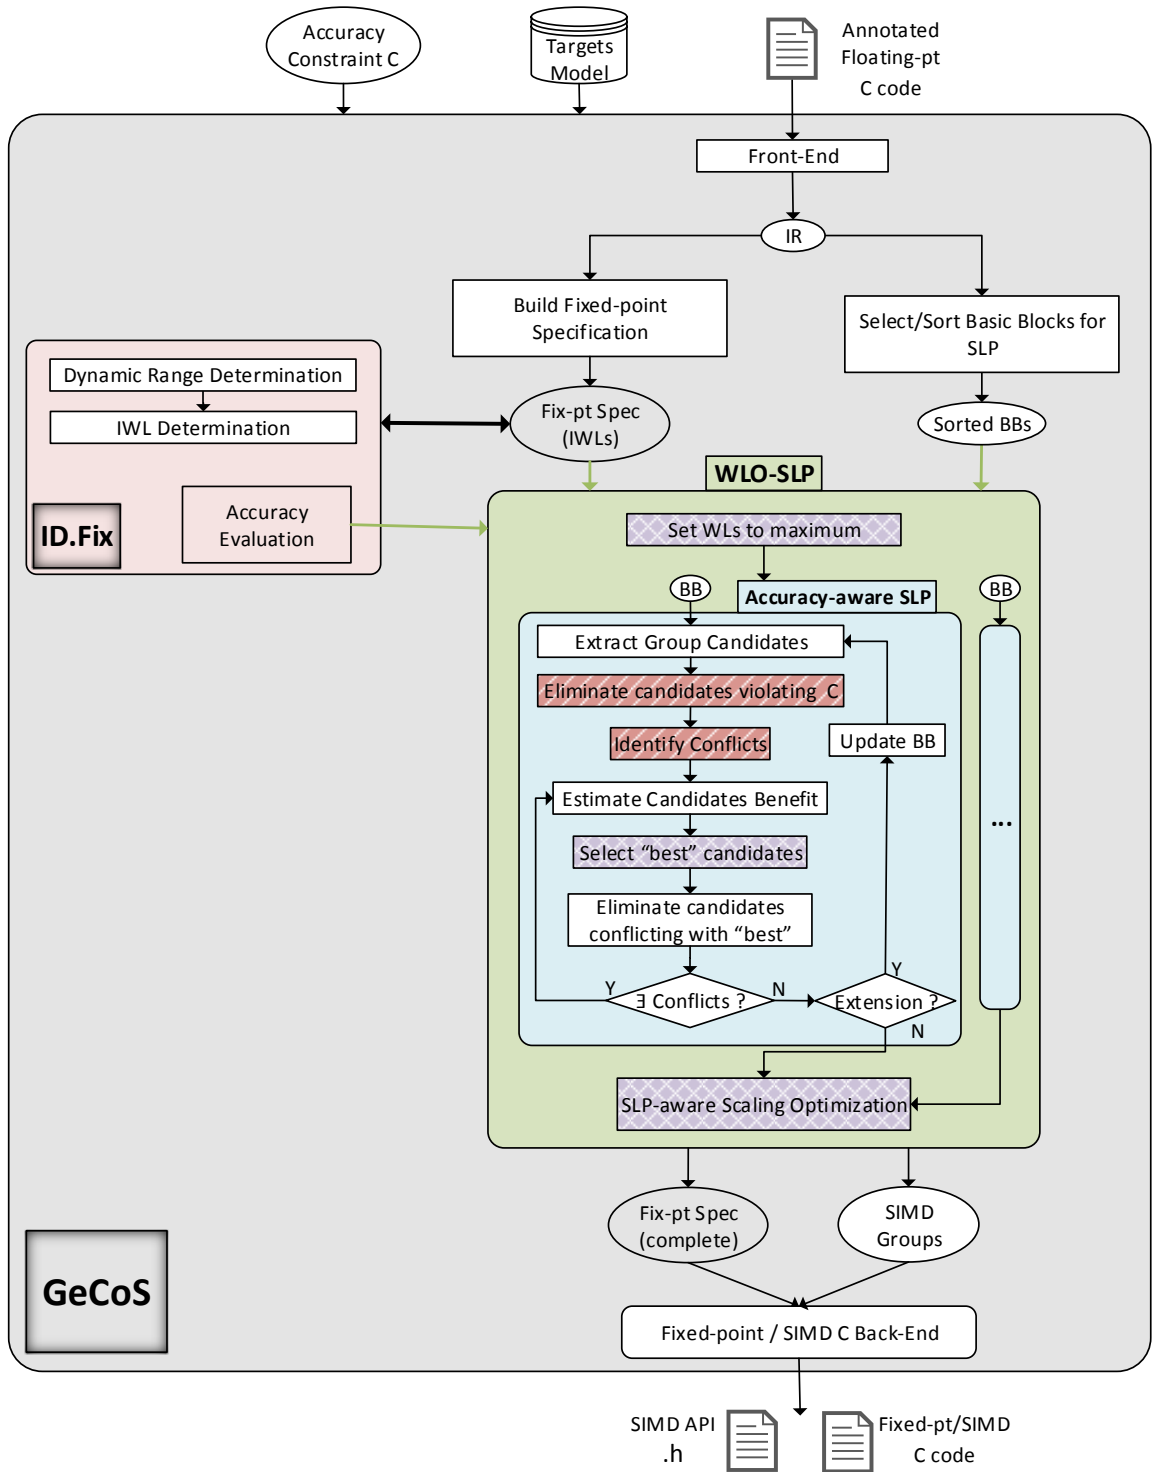 Accuracy
Constraint C
Targets
Model
Annotated
Floating-pt
C code
Front-End
IR
Build Fixed-point
Specification
Select/Sort Basic Blocks for
SLP
Dynamic Range Determination
IWL Determination
Fix-pt Spec
(IWLs)
Sorted BBs
Accuracy
Evaluation
ID.Fix
WLO-SLP
Set WLs to maximum
BB
Accuracy-aware SLP
BB
Extract Group Candidates
Eliminate candidates violating C
Identify Conflicts
Update BB
Estimate Candidates Benefit
...
Select “best” candidates
Eliminate candidates
conflicting with “best”
Y
∃ Conflicts ?
N
Y
Extension ?
N
SLP-aware Scaling Optimization
Fix-pt Spec
(complete)
SIMD
Groups
GeCoS
Fixed-point / SIMD C Back-End
SIMD API
.h
Fixed-pt/SIMD
C code